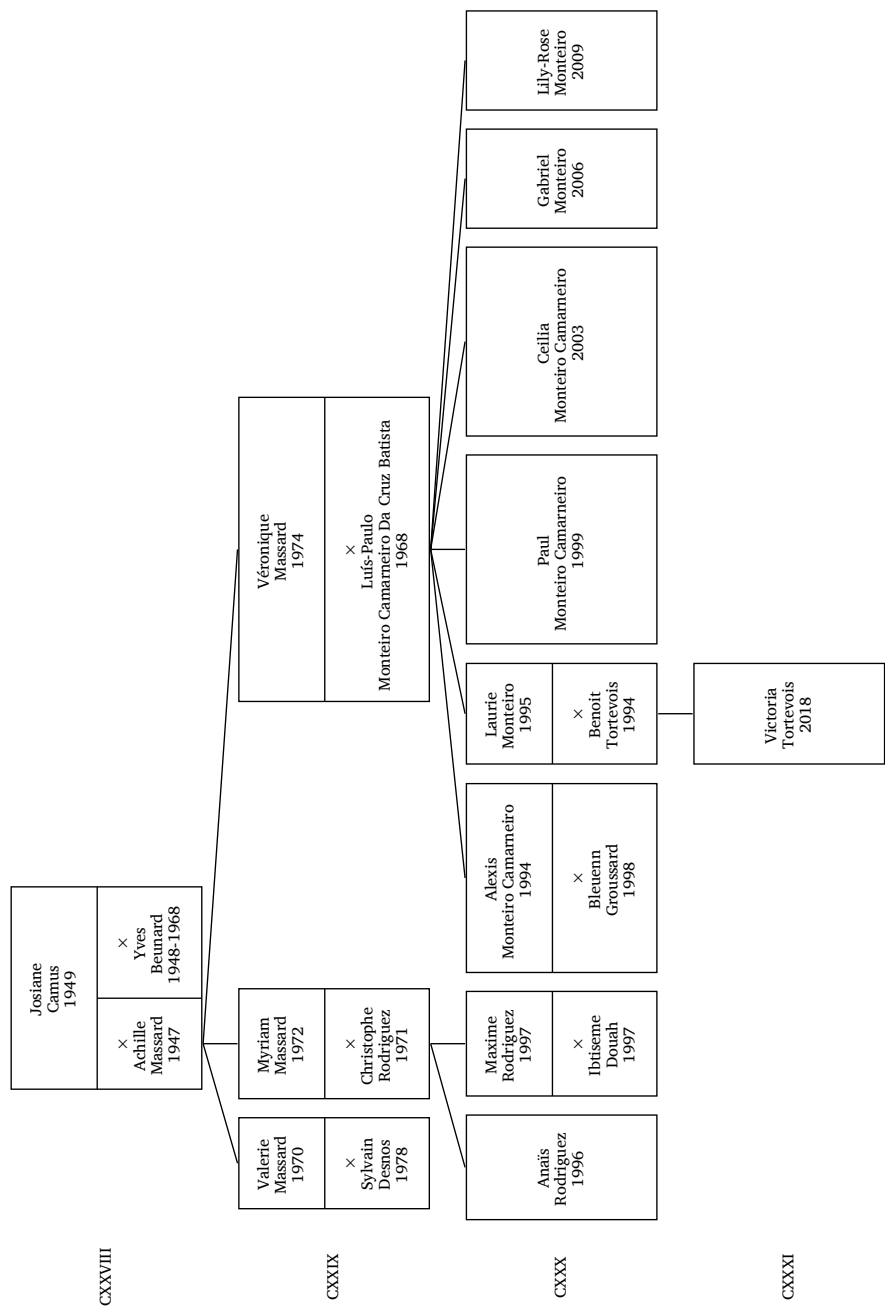 CXXVIII
Josiane
Camus
1949
×
Achille
Massard
1947
×
Yves
Beunard
1948-1968
CXXIX
Valerie
Massard
1970
×
Sylvain
Desnos
1978
Myriam
Massard
1972
×
Christophe
Rodriguez
1971
Véronique
Massard
1974
×
Luís-Paulo
Monteiro Camarneiro Da Cruz Batista
1968
CXXX
Anaïs
Rodriguez
1996
Maxime
Rodriguez
1997
×
Ibtiseme
Douah
1997
Alexis
Monteiro Camarneiro
1994
×
Bleuenn
Groussard
1998
Laurie
Monteiro
1995
×
Benoit
Tortevois
1994
Paul
Monteiro Camarneiro
1999
Ceilia
Monteiro Camarneiro
2003
Gabriel
Monteiro
2006
Lily-Rose
Monteiro
2009
CXXXI
Victoria
Tortevois
2018